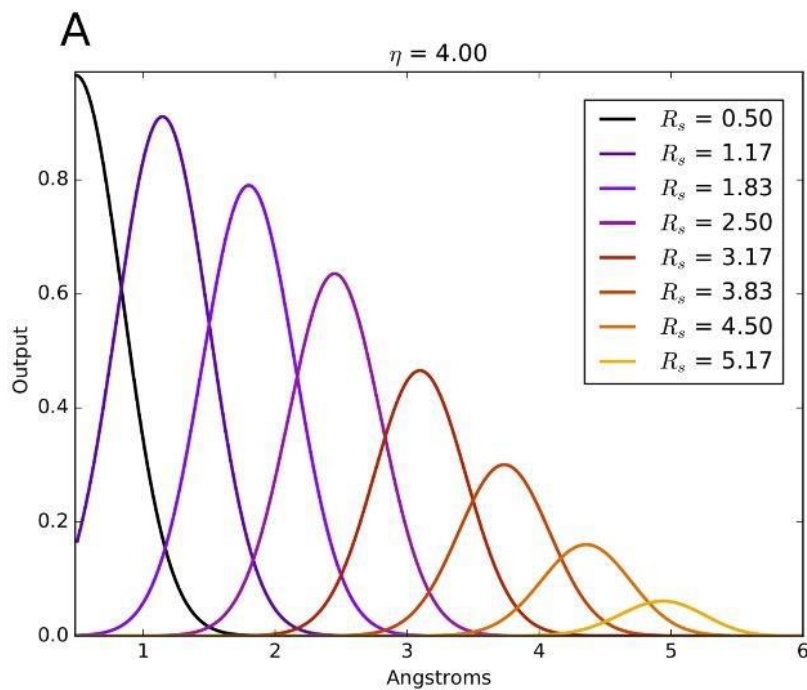 A
η = 4.00
Output
0.8
0.6
0.4
0.2
0.0
1 2 3 4 5 6
Angstroms
R_s = 0.50
R_s = 1.17
R_s = 1.83
R_s = 2.50
R_s = 3.17
R_s = 3.83
R_s = 4.50
R_s = 5.17